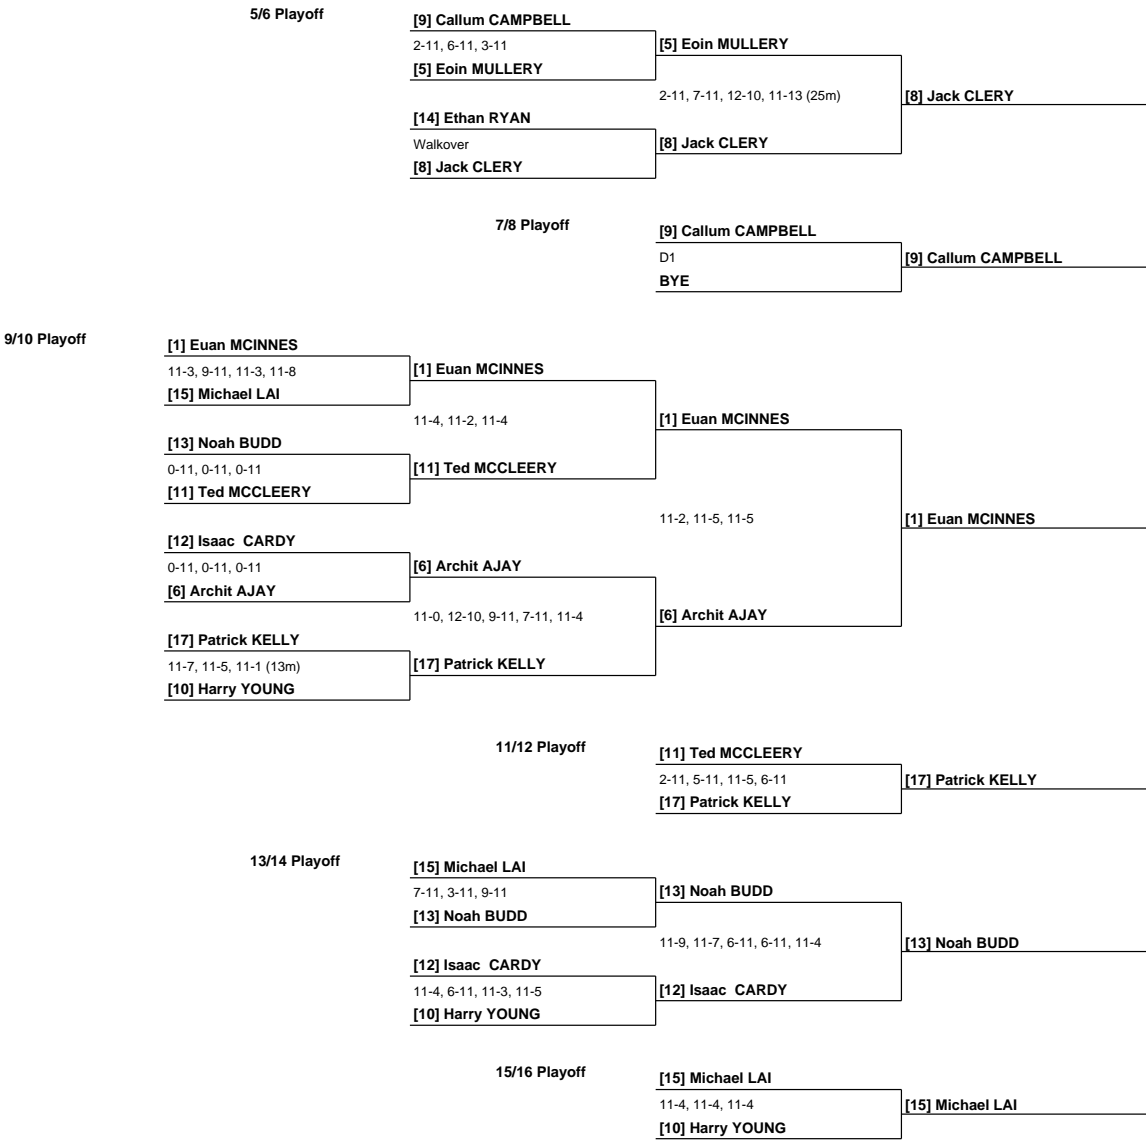 5/6 Playoff
[9] Callum CAMPBELL
2-11, 6-11, 3-11
[5] Eoin MULLERY
[5] Eoin MULLERY
2-11, 7-11, 12-10, 11-13 (25m)
[8] Jack CLERY
[14] Ethan RYAN
Walkover
[8] Jack CLERY
[8] Jack CLERY
7/8 Playoff
[9] Callum CAMPBELL
D1
[9] Callum CAMPBELL
BYE
9/10 Playoff
[1] Euan MCINNES
11-3, 9-11, 11-3, 11-8
[1] Euan MCINNES
[15] Michael LAI
11-4, 11-2, 11-4
[1] Euan MCINNES
[13] Noah BUDD
0-11, 0-11, 0-11
[11] Ted MCCLEERY
[11] Ted MCCLEERY
11-2, 11-5, 11-5
[1] Euan MCINNES
[12] Isaac  CARDY
0-11, 0-11, 0-11
[6] Archit AJAY
[6] Archit AJAY
11-0, 12-10, 9-11, 7-11, 11-4
[6] Archit AJAY
[17] Patrick KELLY
11-7, 11-5, 11-1 (13m)
[17] Patrick KELLY
[10] Harry YOUNG
11/12 Playoff
[11] Ted MCCLEERY
2-11, 5-11, 11-5, 6-11
[17] Patrick KELLY
[17] Patrick KELLY
13/14 Playoff
[15] Michael LAI
7-11, 3-11, 9-11
[13] Noah BUDD
[13] Noah BUDD
11-9, 11-7, 6-11, 6-11, 11-4
[13] Noah BUDD
[12] Isaac  CARDY
11-4, 6-11, 11-3, 11-5
[12] Isaac  CARDY
[10] Harry YOUNG
15/16 Playoff
[15] Michael LAI
11-4, 11-4, 11-4
[15] Michael LAI
[10] Harry YOUNG